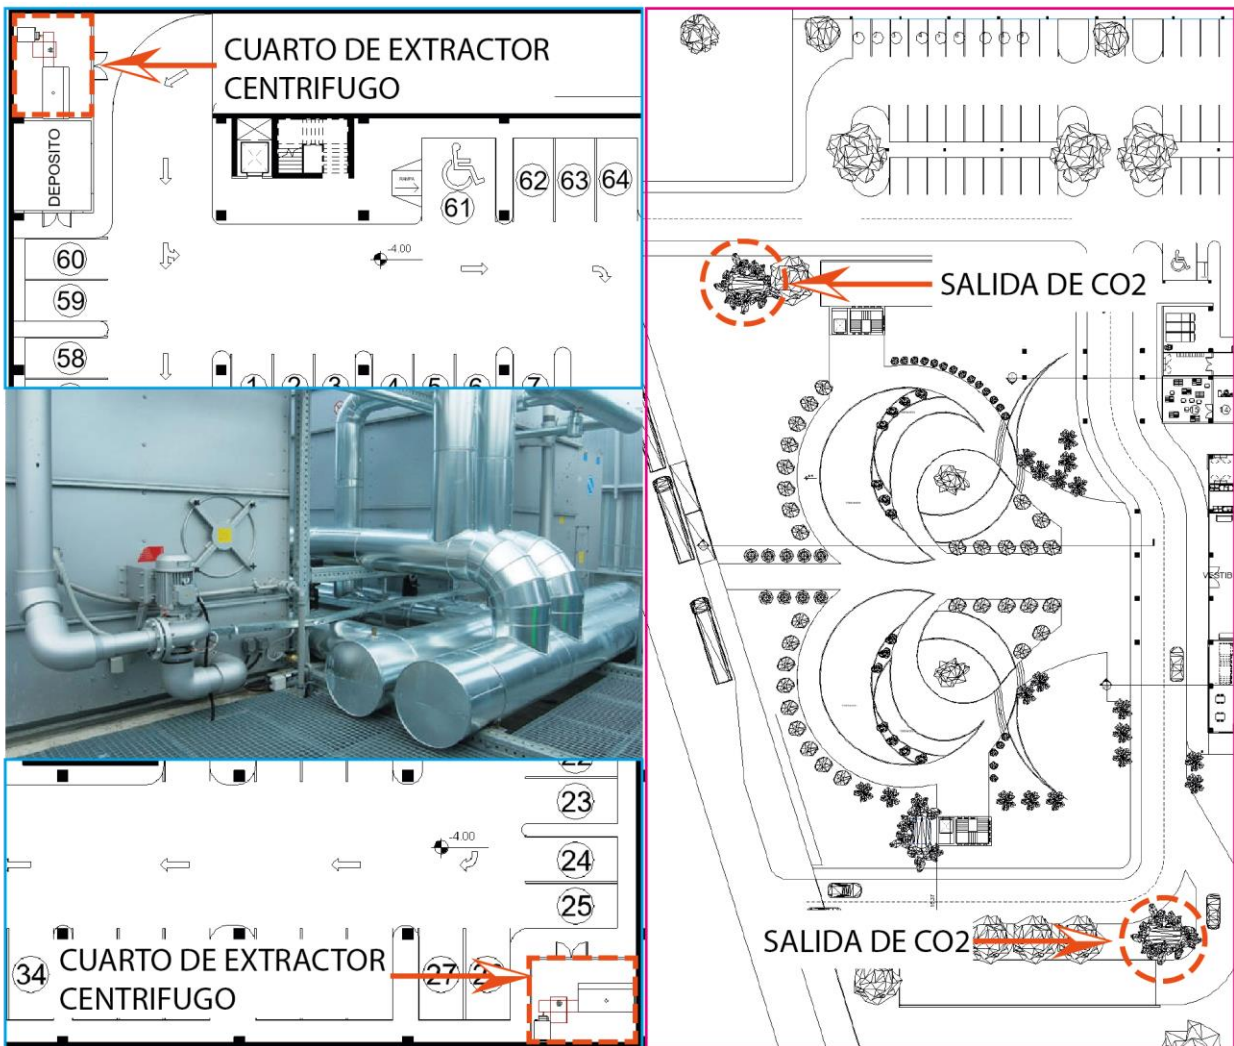 CUARTO DE EXTRACTOR
CENTRIFUGO
DEPOSITO
61
62
63
64
60
-4.00
59
58
1
2
3
4
5
6
7
SALIDA DE CO2
VESTIB
22
23
-4.00
24
25
34
CUARTO DE EXTRACTOR
CENTRIFUGO
27
SALIDA DE CO2